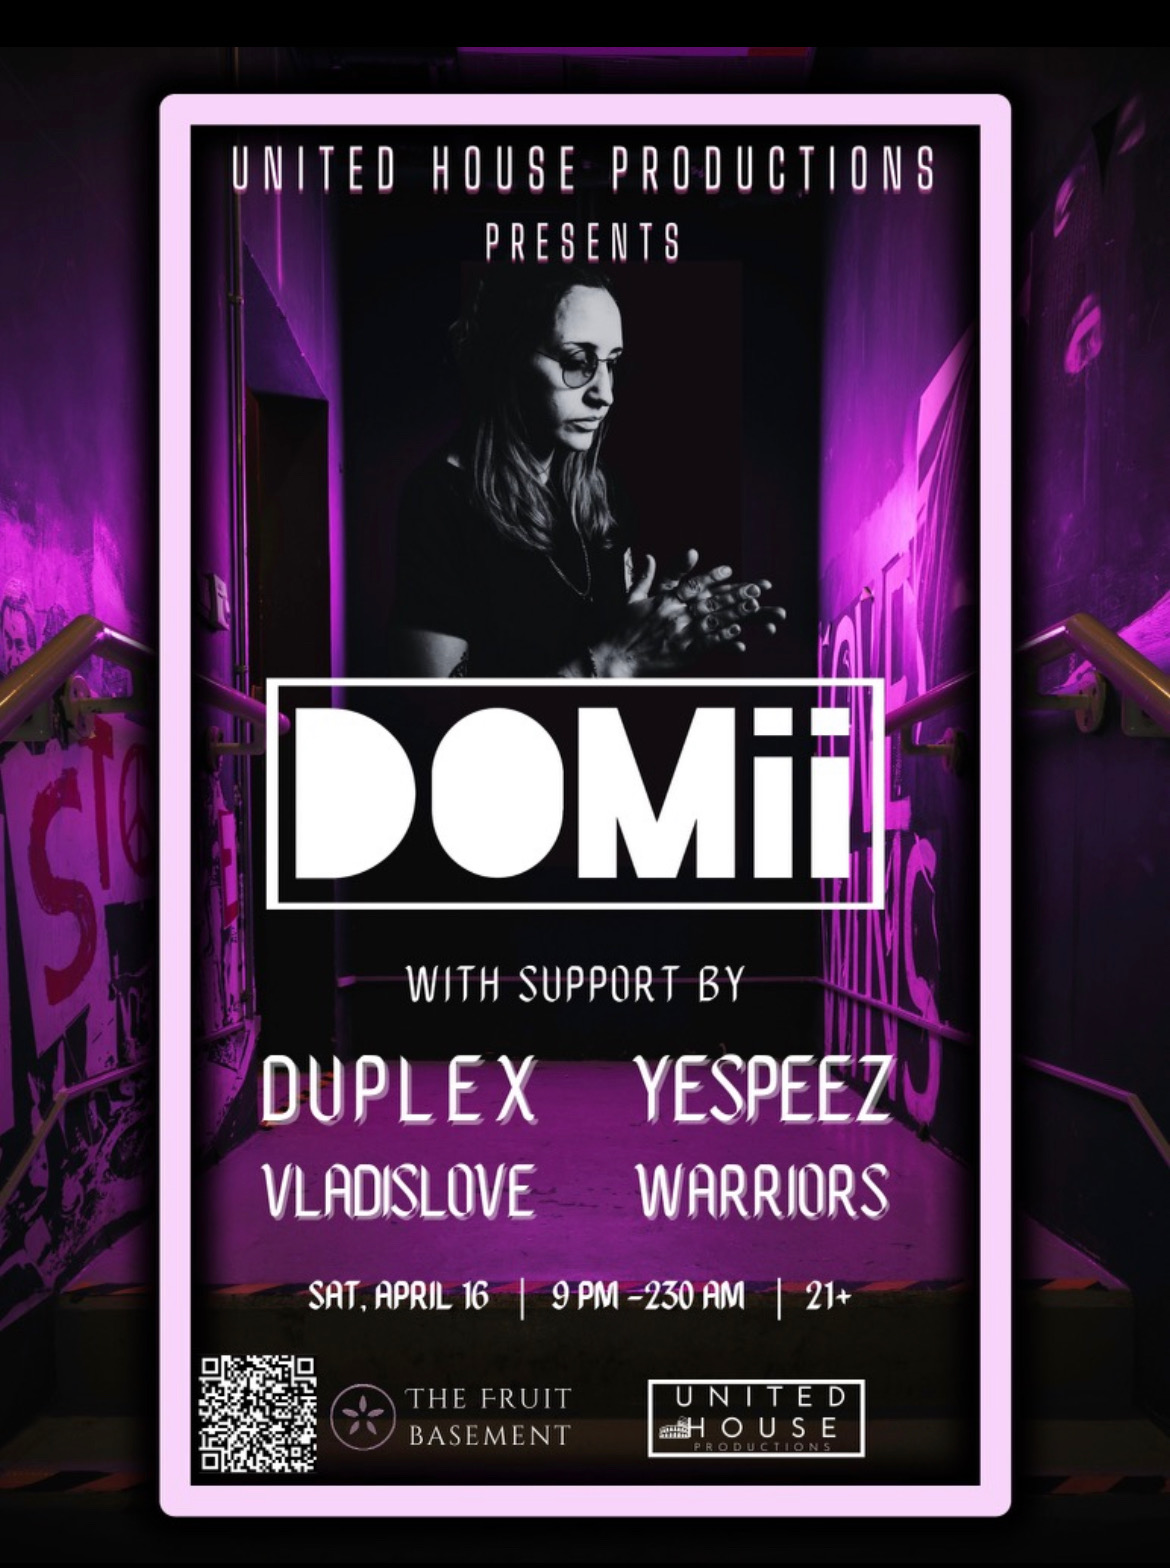 UNITED HOUSE PRODUCTIONS
PRESENTS
DOMii
WITH SUPPORT BY
DUPLEX YESPEEZ
VLADISLOVE WARRIORS
SAT, APRIL 16 | 9 PM –230 AM | 21+
THE FRUIT
BASEMENT
UNITED
HOUSE
PRODUCTIONS